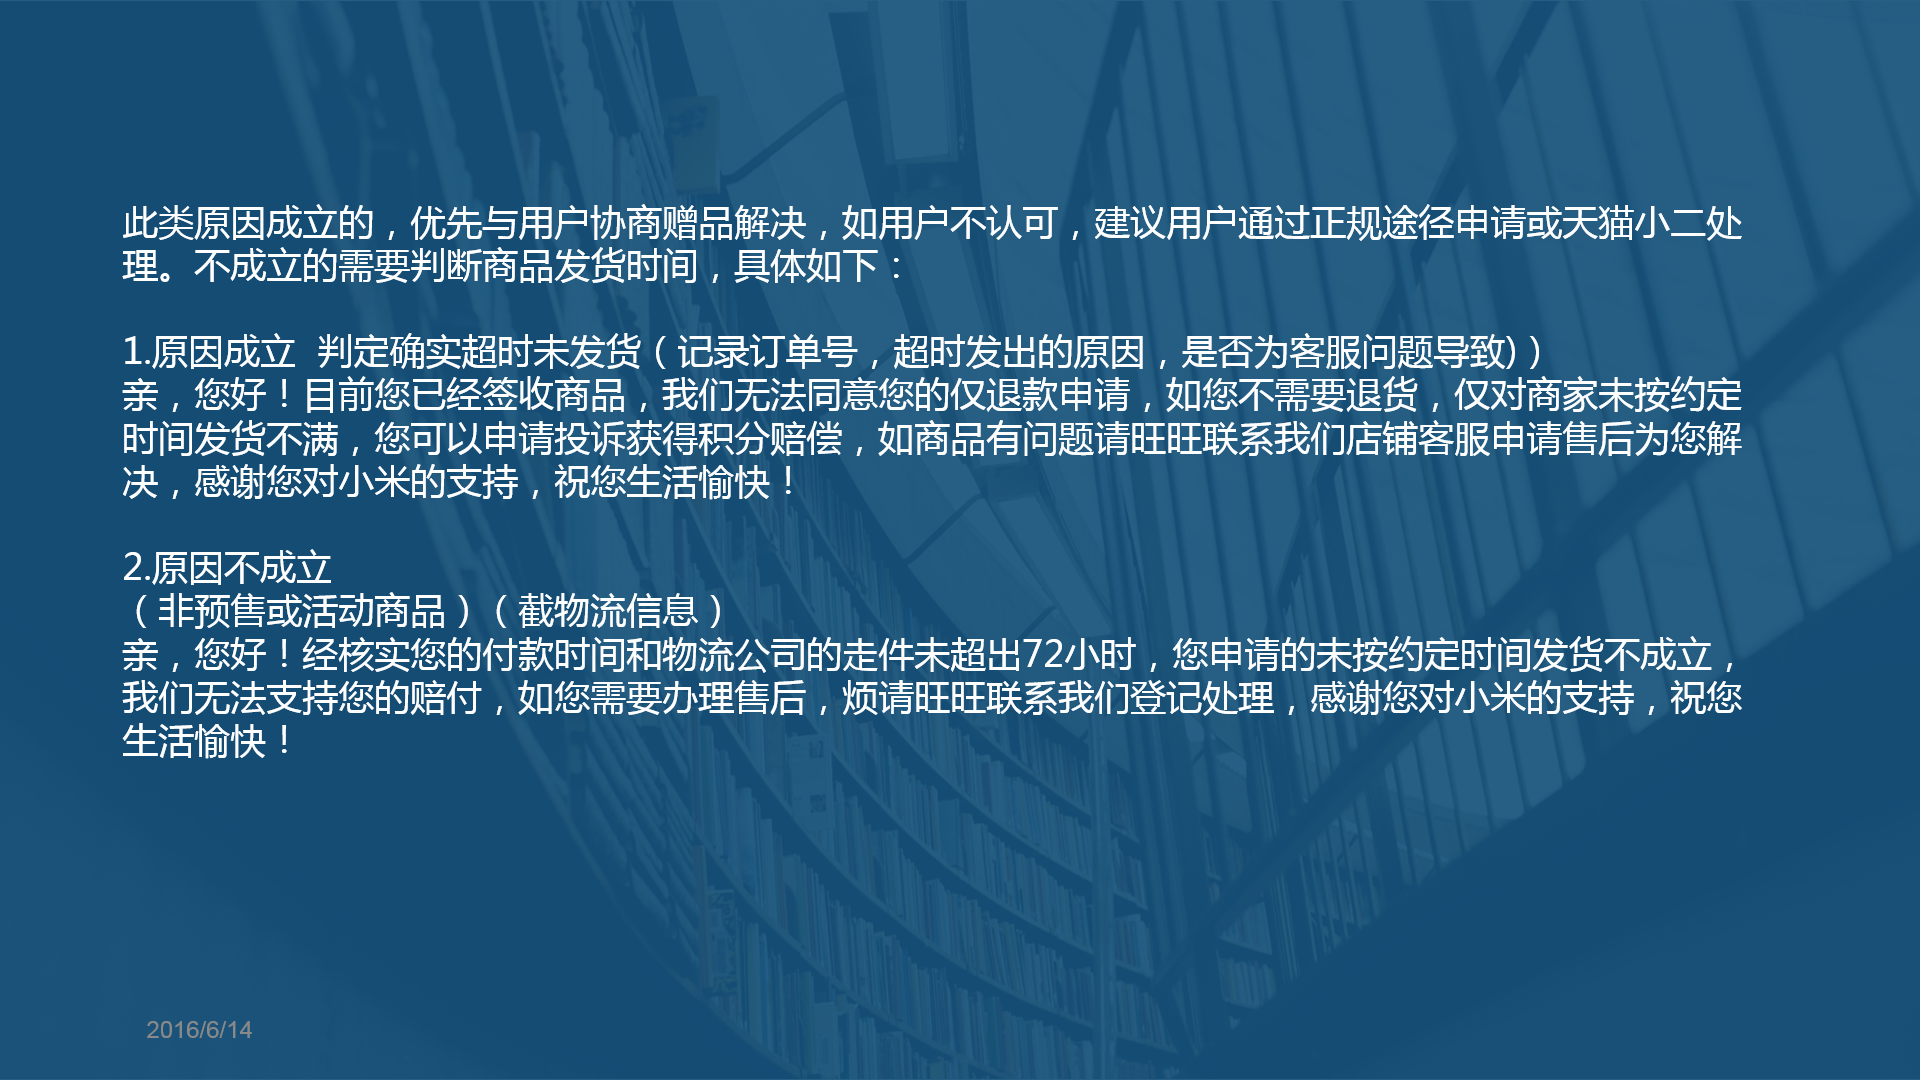 此类原因成立的，优先与用户协商赠品解决，如用户不认可，建议用户通过正规途径申请或天猫小二处
理。不成立的需要判断商品发货时间，具体如下：
1.原因成立  判定确实超时未发货（记录订单号，超时发出的原因，是否为客服问题导致)）
亲，您好！目前您已经签收商品，我们无法同意您的仅退款申请，如您不需要退货，仅对商家未按约定
时间发货不满，您可以申请投诉获得积分赔偿，如商品有问题请旺旺联系我们店铺客服申请售后为您解
决，感谢您对小米的支持，祝您生活愉快！
2.原因不成立
（非预售或活动商品）（截物流信息）
亲，您好！经核实您的付款时间和物流公司的走件未超出72小时，您申请的未按约定时间发货不成立，
我们无法支持您的赔付，如您需要办理售后，烦请旺旺联系我们登记处理，感谢您对小米的支持，祝您
生活愉快！
2016/6/14